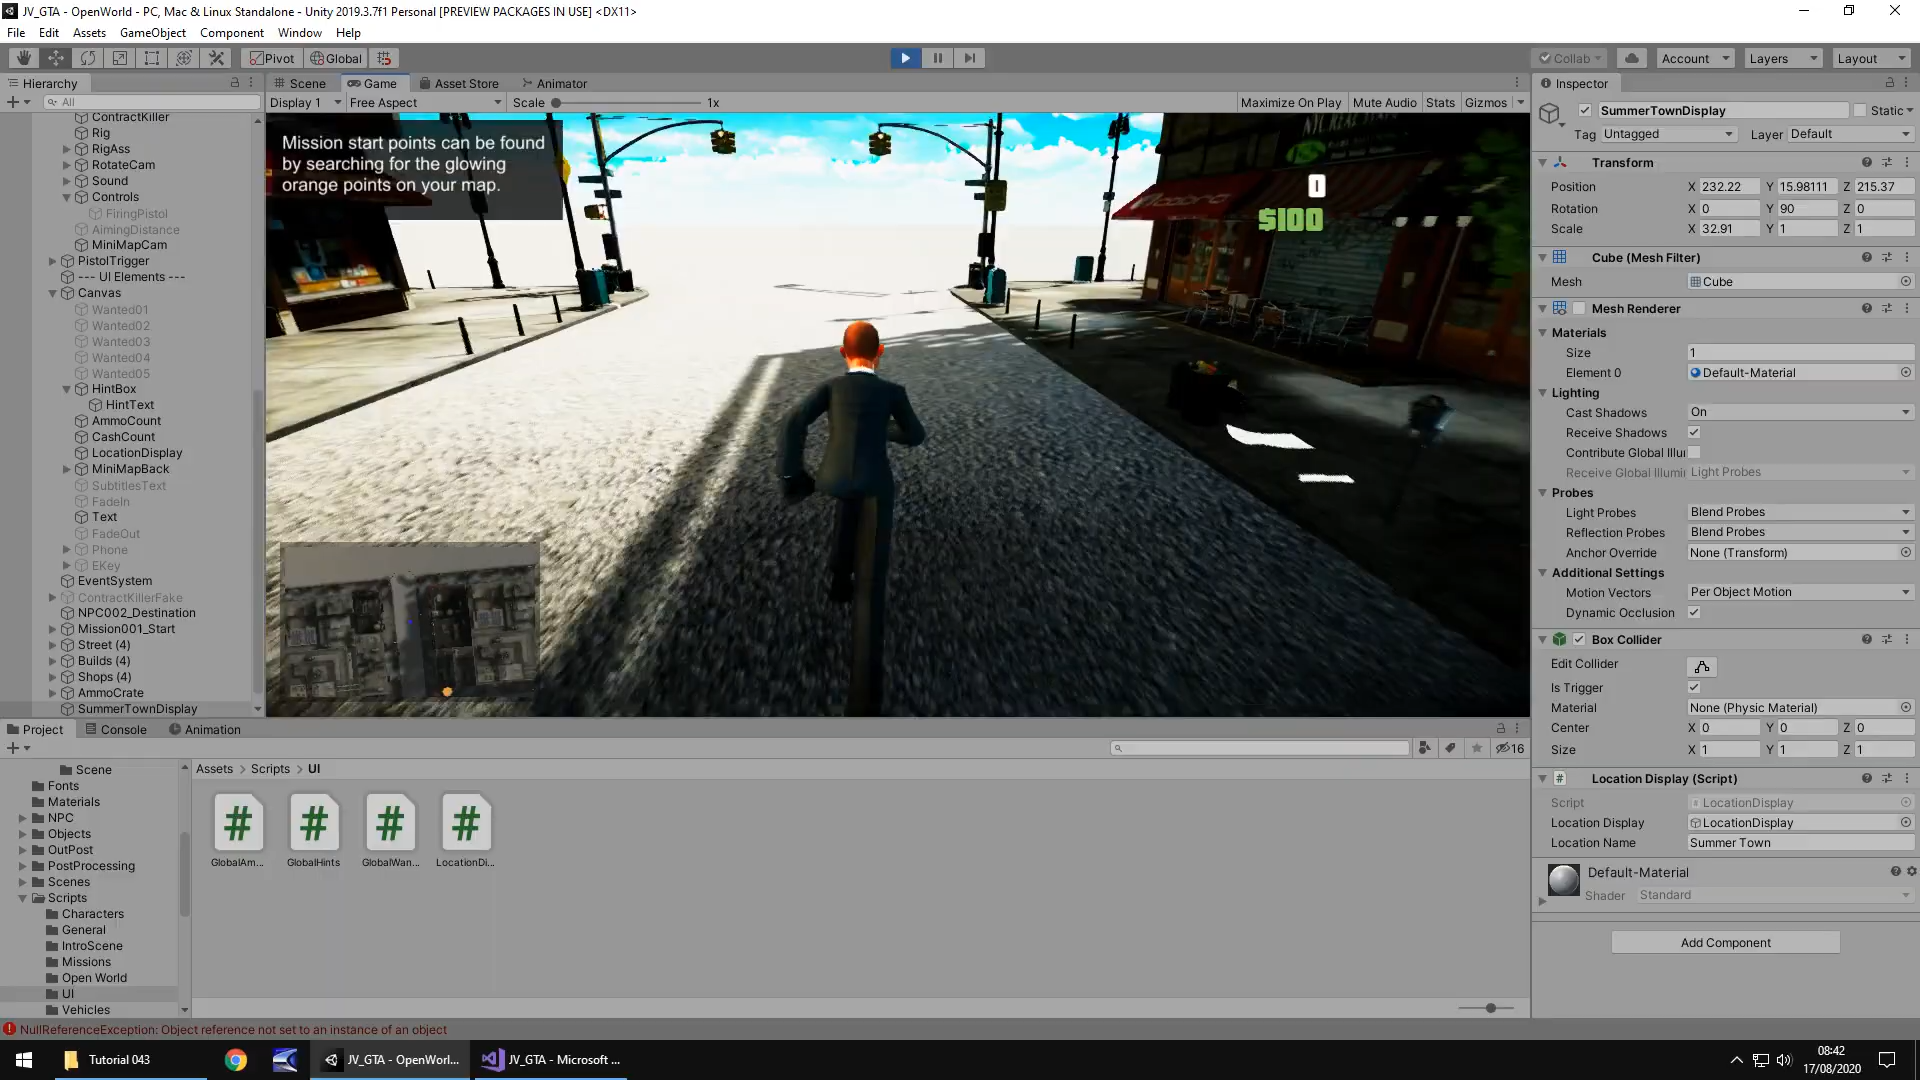 JV_GTA - OpenWorld - PC, Mac & Linux Standalone - Unity 2019.3.7f1 Personal [PREVIEW PACKAGES IN USE] <DX11>
File Edit Assets GameObject Component Window Help
Pivot Global Collab Account Layers Layout
Hierarchy Scene Game Asset Store Animator Inspector
All Display 1 Free Aspect Scale 1x Maximize On Play Mute Audio Stats Gizmos
SummerTownDisplay Static
Tag Untagged Layer Default
ContractKiller
Rig
RigAss
RotateCam
Sound
Controls
FiringPistol
AimingDistance
MiniMapCam
PistolTrigger
--- UI Elements ---
Canvas
Wanted01
Wanted02
Wanted03
Wanted04
Wanted05
HintBox
HintText
AmmoCount
CashCount
LocationDisplay
MiniMapBack
SubtitlesText
FadeIn
Text
FadeOut
Phone
EKey
EventSystem
ContractKillerFake
NPC002_Destination
Mission001_Start
Street (4)
Builds (4)
Shops (4)
AmmoCrate
SummerTownDisplay
Mission start points can be found
by searching for the glowing
orange points on your map.
0
$100
Transform
Position X 232.22 Y 15.98111 Z 215.37
Rotation X 0 Y 90 Z 0
Scale X 32.91 Y 1 Z 1
Cube (Mesh Filter)
Mesh Cube
Mesh Renderer
Materials
Size 1
Element 0 Default-Material
Lighting
Cast Shadows On
Receive Shadows
Contribute Global Illu
Receive Global Illumi Light Probes
Probes
Light Probes Blend Probes
Reflection Probes Blend Probes
Anchor Override None (Transform)
Additional Settings
Motion Vectors Per Object Motion
Dynamic Occlusion
Box Collider
Edit Collider
Is Trigger
Material None (Physic Material)
Center X 0 Y 0 Z 0
Size X 1 Y 1 Z 1
Location Display (Script)
Script LocationDisplay
Location Display LocationDisplay
Location Name Summer Town
Default-Material
Shader Standard
Add Component
Project Console Animation
16
Scene
Fonts
Materials
NPC
Objects
OutPost
PostProcessing
Scenes
Scripts
Characters
General
IntroScene
Missions
Open World
UI
Vehicles
Assets > Scripts > UI
GlobalAm... GlobalHints GlobalWan... LocationDi...
NullReferenceException: Object reference not set to an instance of an object
Tutorial 043 JV_GTA - OpenWorl... JV_GTA - Microsoft ...
08:42
17/08/2020